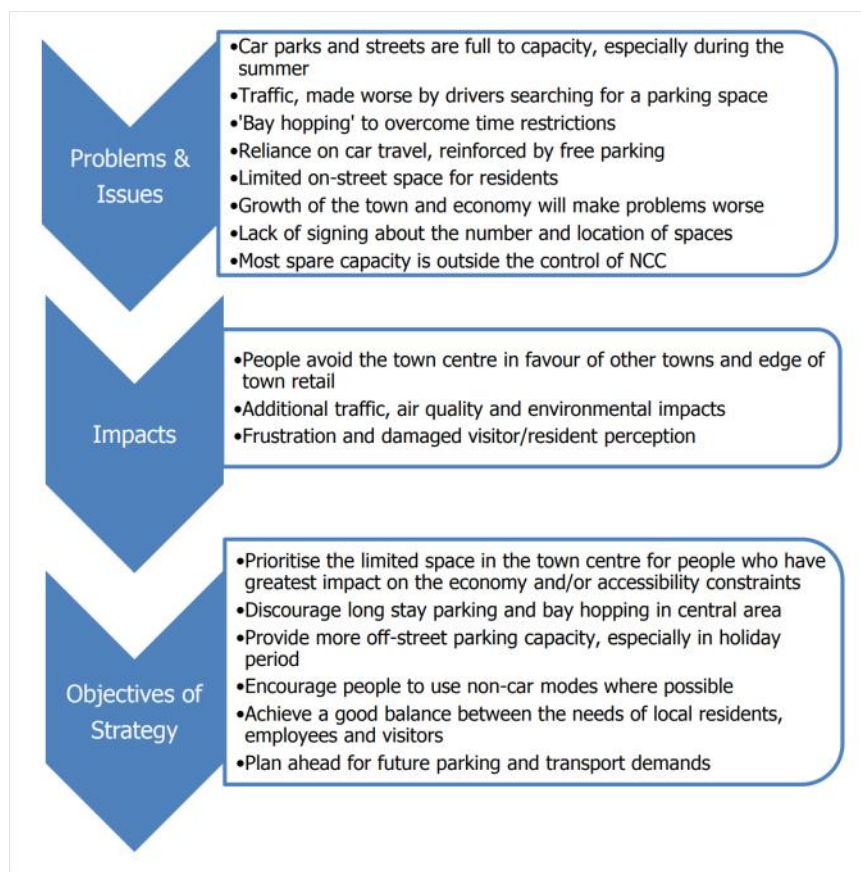 Problems &
Issues
•Car parks and streets are full to capacity, especially during the
summer
•Traffic, made worse by drivers searching for a parking space
•'Bay hopping' to overcome time restrictions
•Reliance on car travel, reinforced by free parking
•Limited on-street space for residents
•Growth of the town and economy will make problems worse
•Lack of signing about the number and location of spaces
•Most spare capacity is outside the control of NCC
Impacts
•People avoid the town centre in favour of other towns and edge of
town retail
•Additional traffic, air quality and environmental impacts
•Frustration and damaged visitor/resident perception
Objectives of
Strategy
•Prioritise the limited space in the town centre for people who have
greatest impact on the economy and/or accessibility constraints
•Discourage long stay parking and bay hopping in central area
•Provide more off-street parking capacity, especially in holiday
period
•Encourage people to use non-car modes where possible
•Achieve a good balance between the needs of local residents,
employees and visitors
•Plan ahead for future parking and transport demands